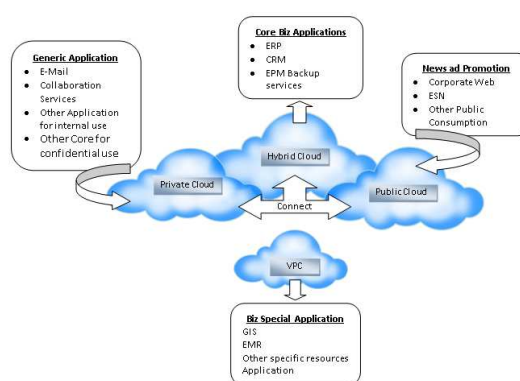 Generic Application
E-Mail
Collaboration
Services
Other Application
for internal use
Other Core for
confidential use
Core Biz Applications
ERP
CRM
EPM Backup
services
News ad Promotion
Corporate Web
ESN
Other Public
Consumption
Hybrid Cloud
Private Cloud
Public Cloud
Connect
VPC
Biz Special Application
GIS
EMR
Other specific resources
Application